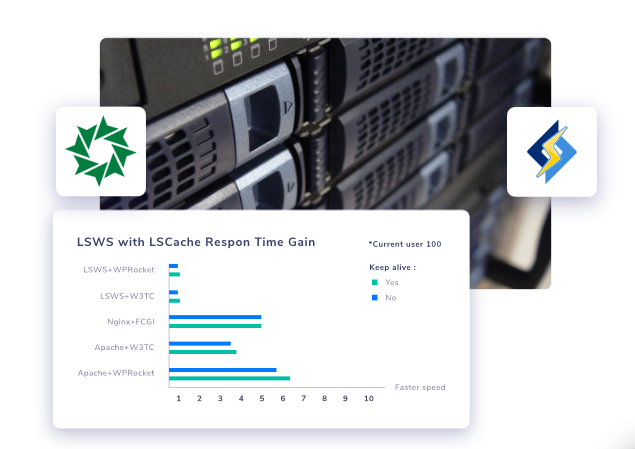 LSWS with LSCache Respon Time Gain
*Current user 100
Keep alive :
Yes
No
LSWS+WPRocket
LSWS+W3TC
Nginx+FCGI
Apache+W3TC
Apache+WPRocket
Faster speed
1 2 3 4 5 6 7 8 9 10